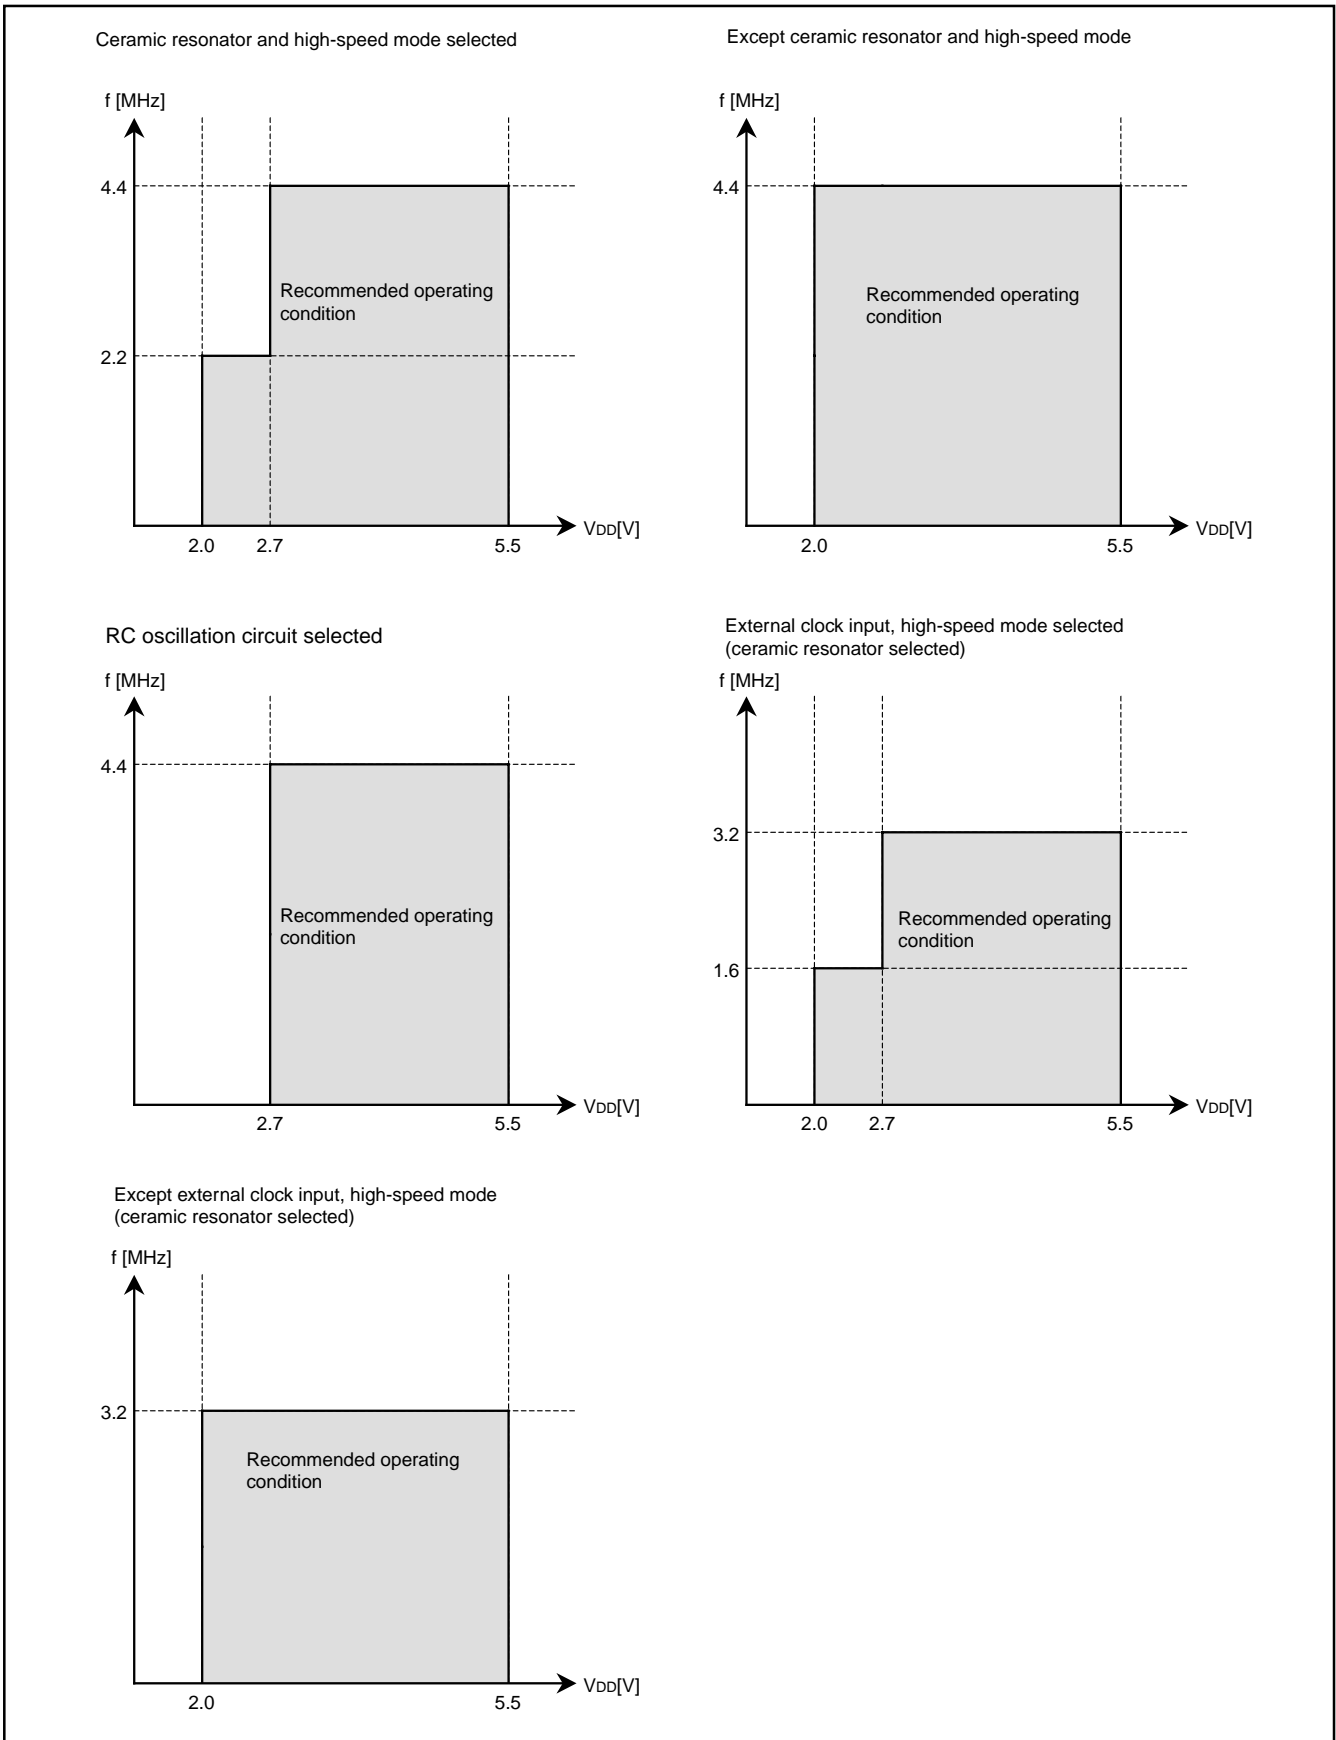 Ceramic resonator and high-speed mode selected
f [MHz]
4.4
Recommended operating
condition
2.2
VDD[V]
2.0
2.7
5.5
Except ceramic resonator and high-speed mode
f [MHz]
4.4
Recommended operating
condition
VDD[V]
2.0
5.5
RC oscillation circuit selected
f [MHz]
4.4
Recommended operating
condition
VDD[V]
2.7
5.5
External clock input, high-speed mode selected
(ceramic resonator selected)
f [MHz]
3.2
Recommended operating
condition
1.6
VDD[V]
2.0
2.7
5.5
Except external clock input, high-speed mode
(ceramic resonator selected)
f [MHz]
3.2
Recommended operating
condition
VDD[V]
2.0
5.5